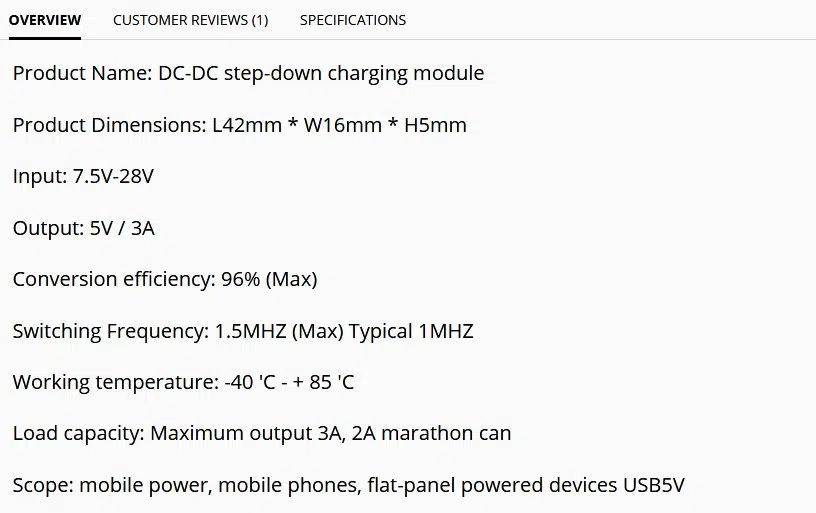 OVERVIEW CUSTOMER REVIEWS (1) SPECIFICATIONS
Product Name: DC-DC step-down charging module
Product Dimensions: L42mm * W16mm * H5mm
Input: 7.5V-28V
Output: 5V / 3A
Conversion efficiency: 96% (Max)
Switching Frequency: 1.5MHZ (Max) Typical 1MHZ
Working temperature: -40 'C - + 85 'C
Load capacity: Maximum output 3A, 2A marathon can
Scope: mobile power, mobile phones, flat-panel powered devices USB5V